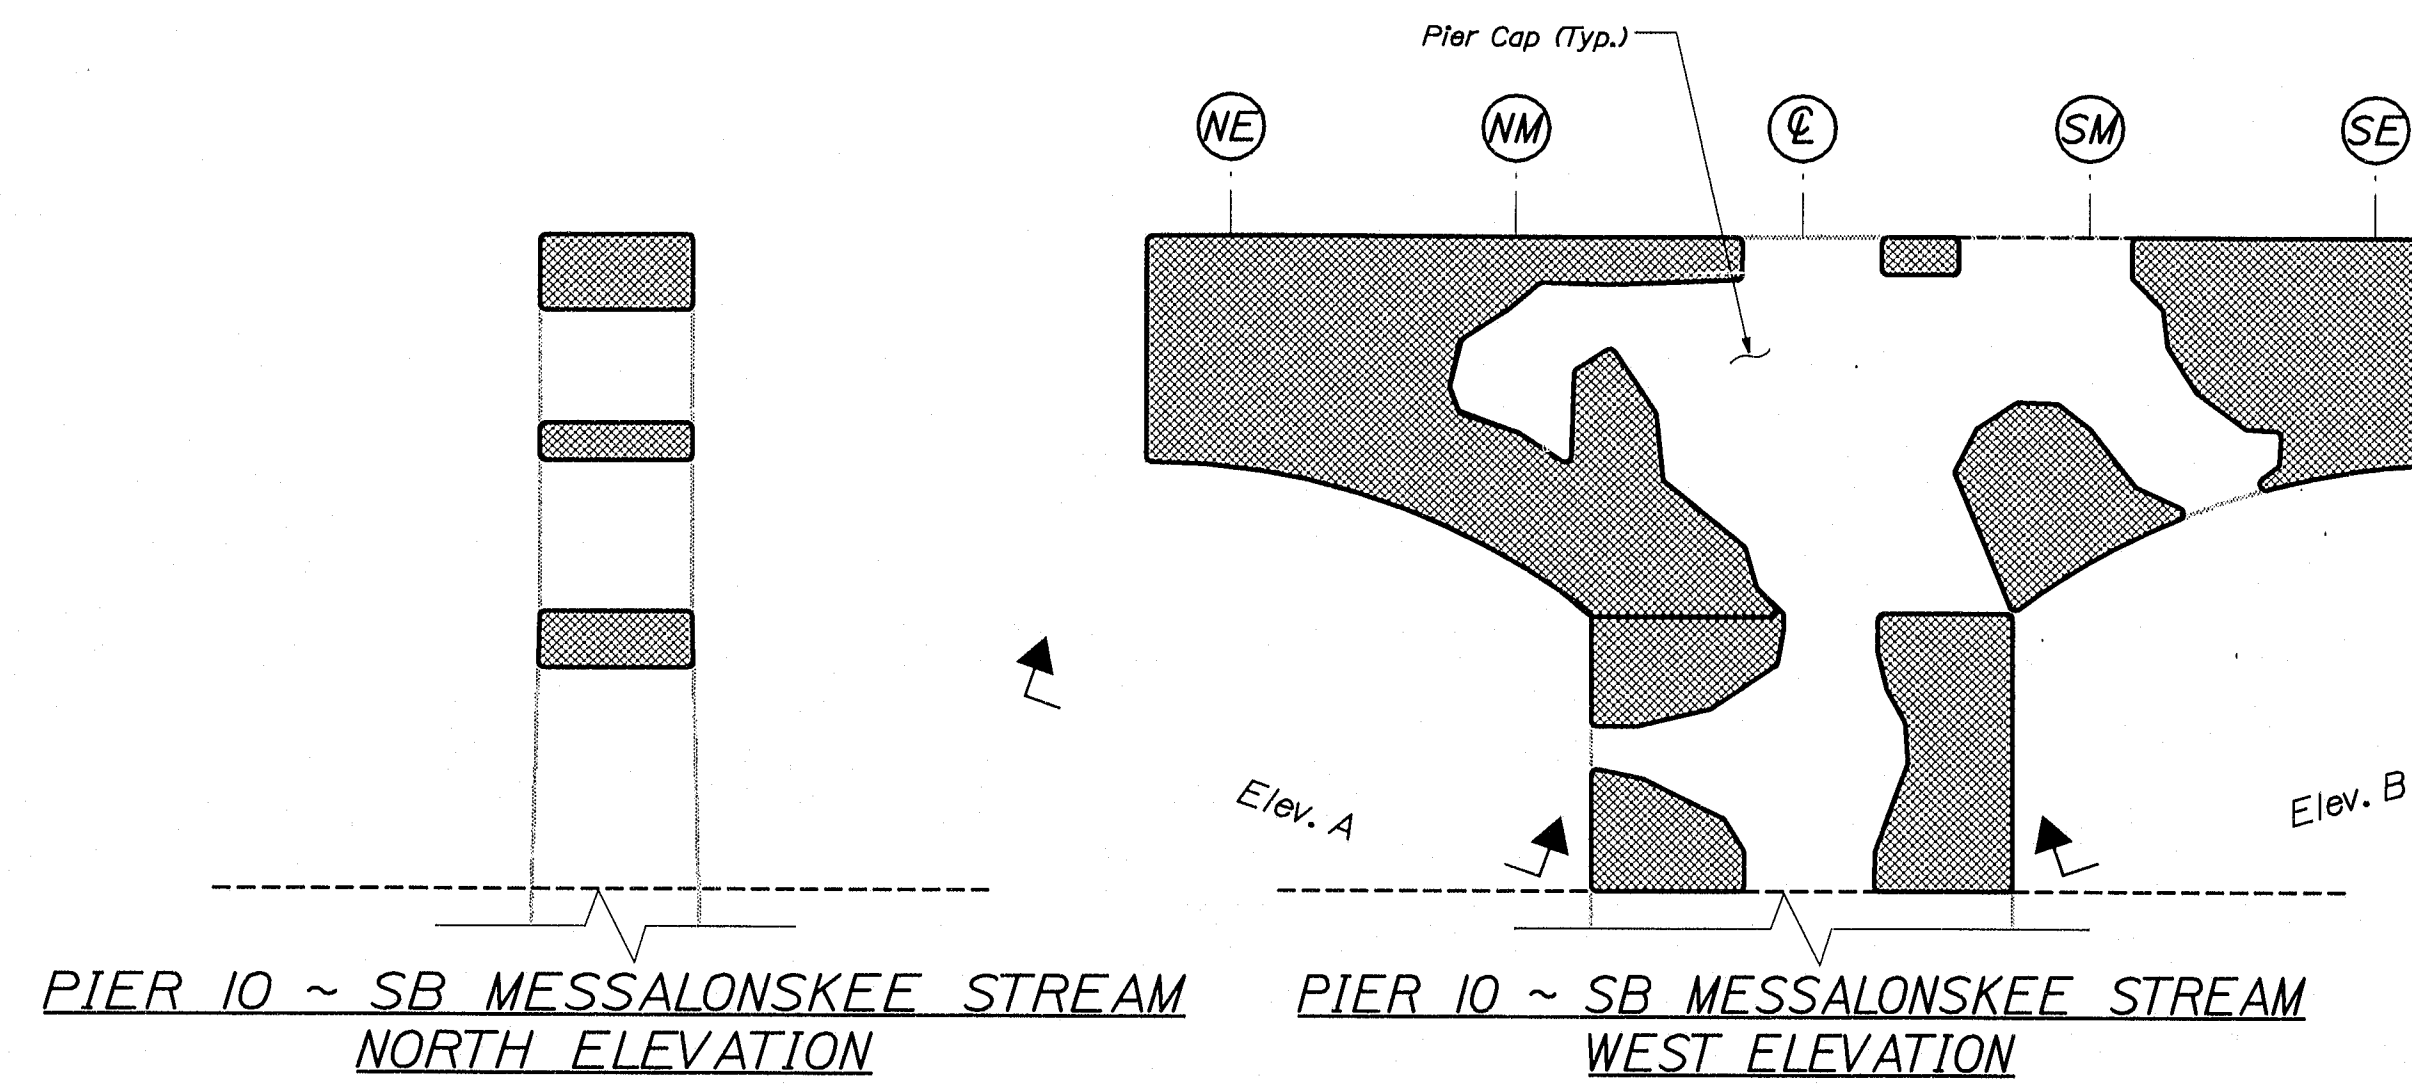 Pier Cap (Typ.)
NE
NM
℄
SM
SE
Elev. A
Elev. B
PIER 10 ~ SB MESSALONSKEE STREAM
NORTH ELEVATION
PIER 10 ~ SB MESSALONSKEE STREAM
WEST ELEVATION